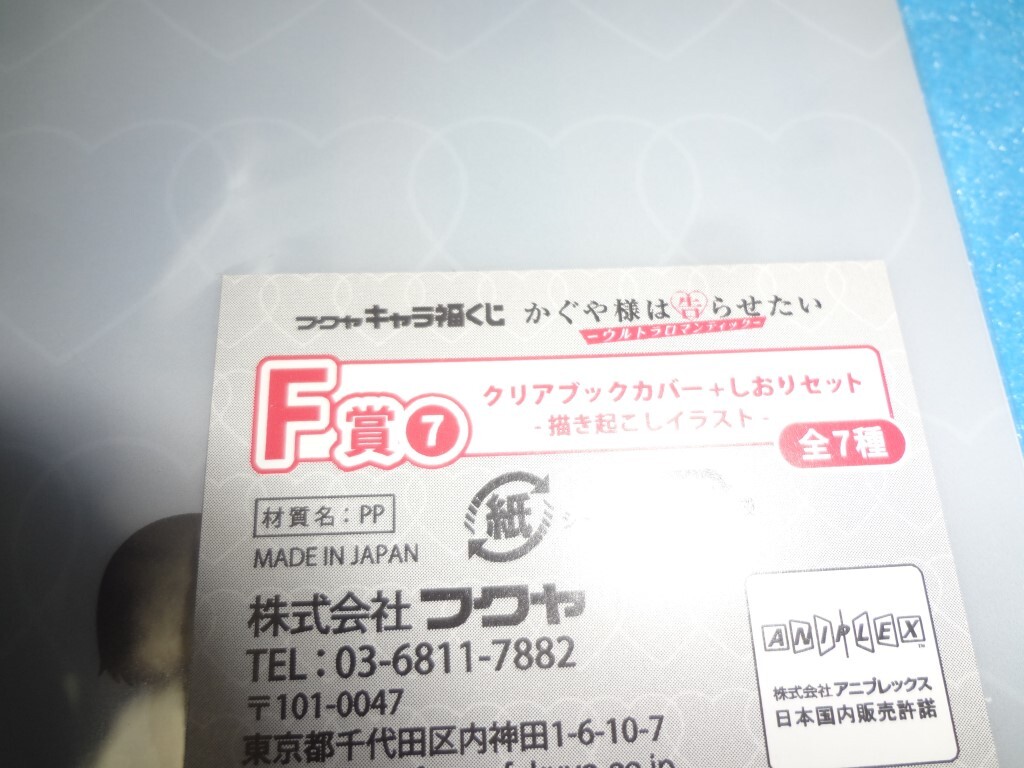 フクヤ キャラ福くじ かぐや様は告らせたい
－ウルトラロマンティック－
F賞 7
クリアブックカバー＋しおりセット
- 描き起こしイラスト -
全7種
材質名：PP
紙
MADE IN JAPAN
株式会社 フクヤ
TEL：03-6811-7882
〒101-0047
東京都千代田区内神田1-6-10-7
ANIPLEX™
株式会社 アニプレックス
日本国内販売許諾